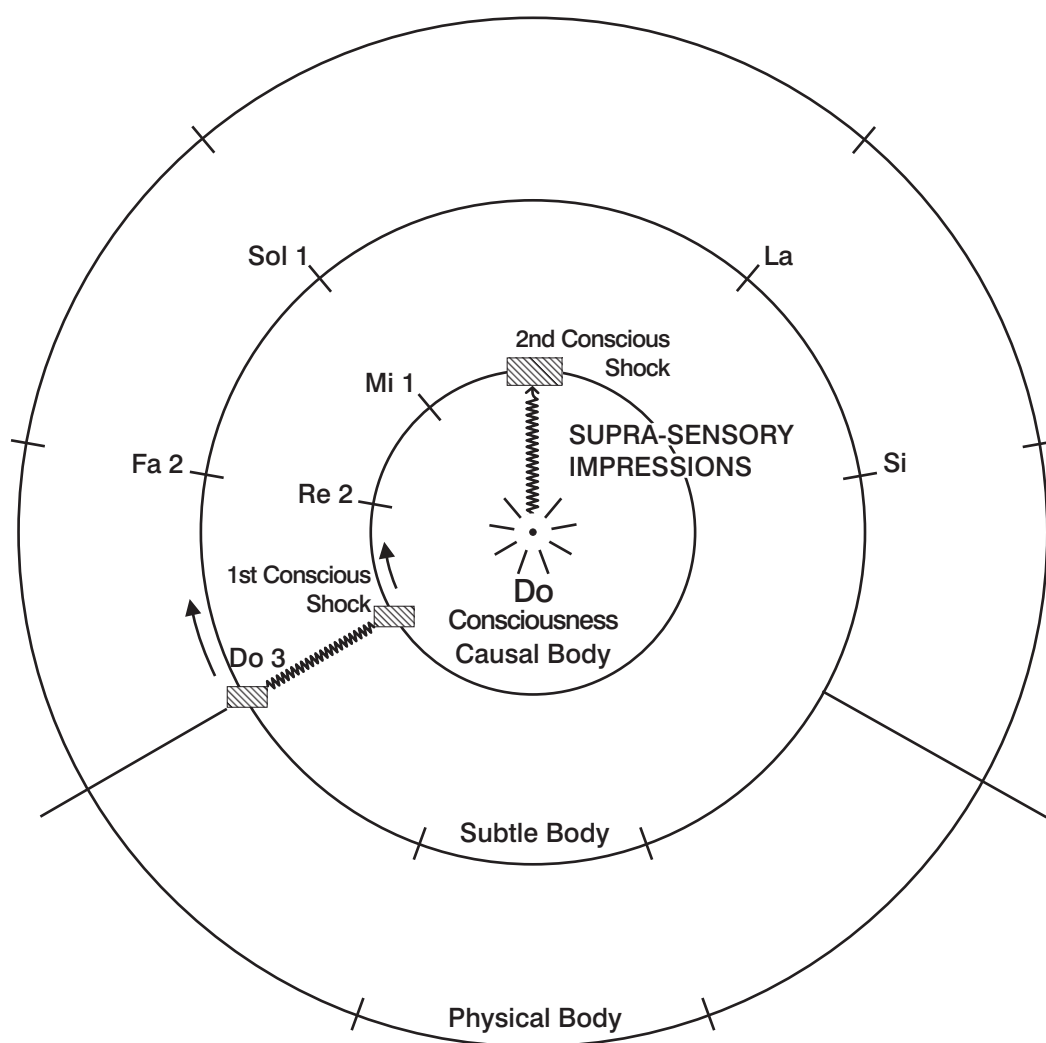 Sol 1
La
2nd Conscious
Shock
Mi 1
SUPRA-SENSORY
IMPRESSIONS
Fa 2
Si
Re 2
1st Conscious
Shock
Do
Consciousness
Causal Body
Do 3
Subtle Body
Physical Body